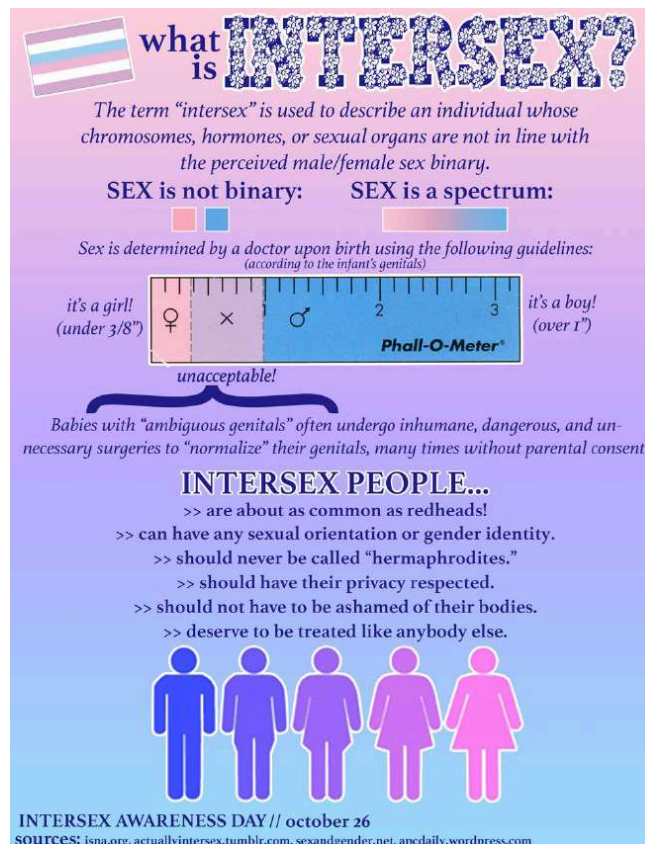 what is INTERSEX?
The term “intersex” is used to describe an individual whose
chromosomes, hormones, or sexual organs are not in line with
the perceived male/female sex binary.
SEX is not binary: SEX is a spectrum:
Sex is determined by a doctor upon birth using the following guidelines:
(according to the infant's genitals)
it's a girl!
(under 3/8")
1 2 3
Phall-O-Meter®
it's a boy!
(over 1")
unacceptable!
Babies with “ambiguous genitals” often undergo inhumane, dangerous, and un-
necessary surgeries to “normalize” their genitals, many times without parental consent
INTERSEX PEOPLE...
>> are about as common as redheads!
>> can have any sexual orientation or gender identity.
>> should never be called “hermaphrodites.”
>> should have their privacy respected.
>> should not have to be ashamed of their bodies.
>> deserve to be treated like anybody else.
INTERSEX AWARENESS DAY// october 26
sources: isna.org, actuallyintersex.tumblr.com, sexandgender.net, apcdaily.wordpress.com